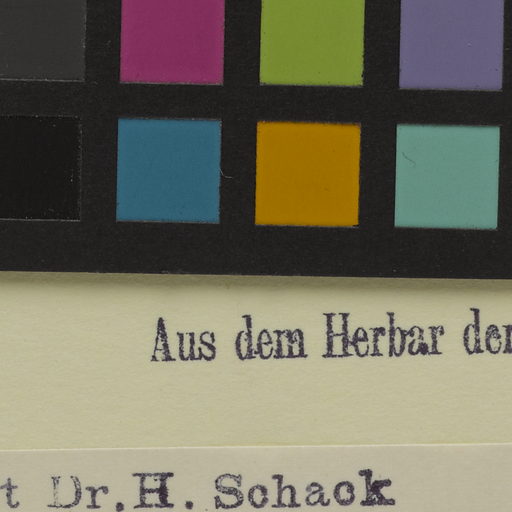 Aus dem Herbar der
t Dr. H. Schack